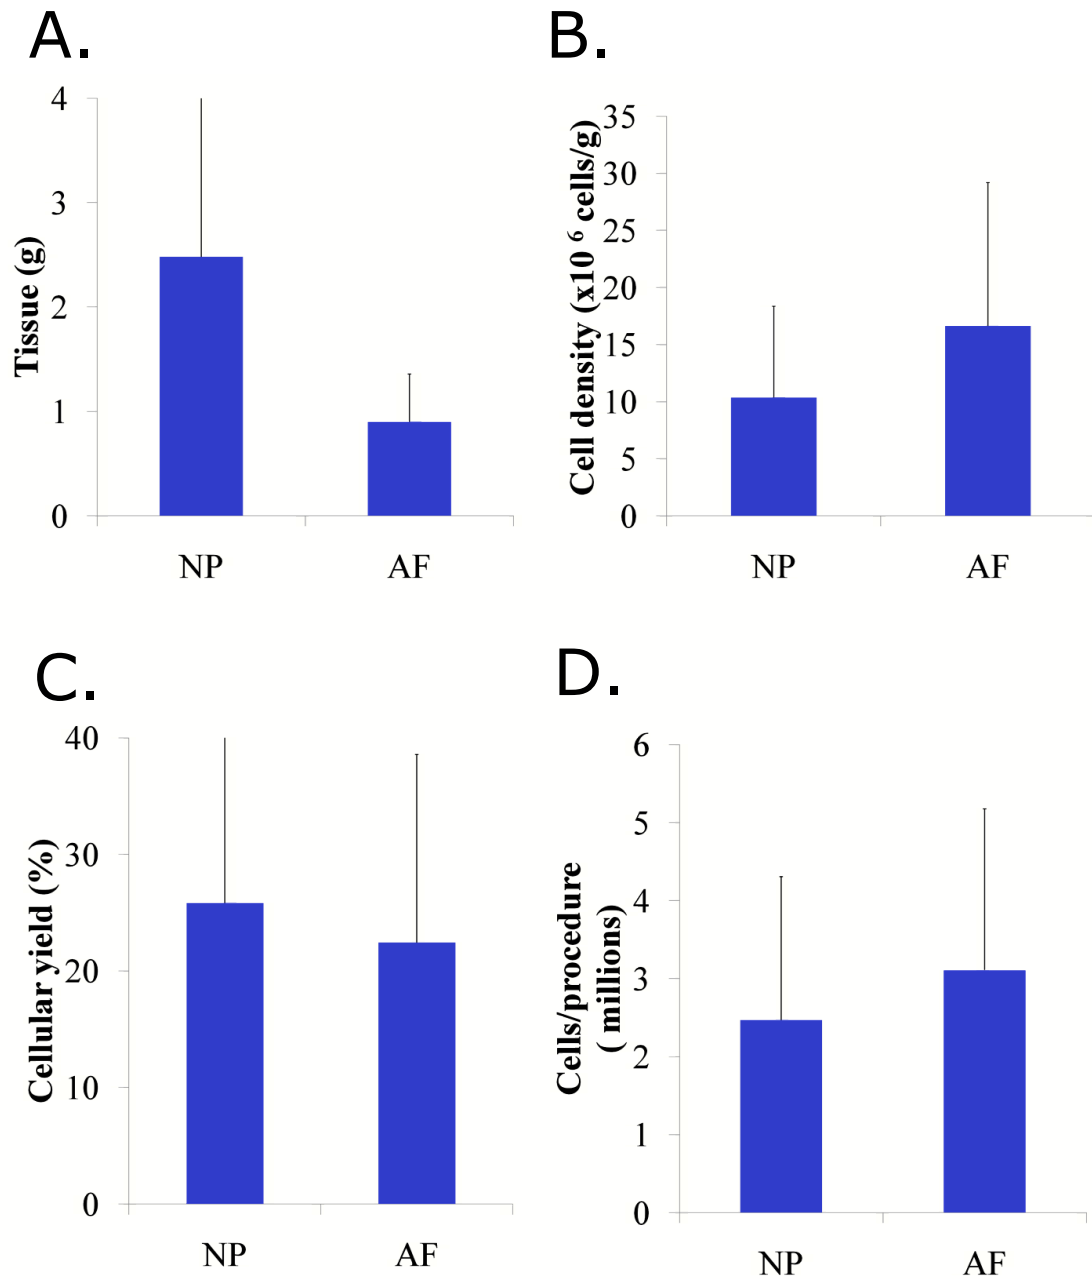 A.
Tissue (g)
4
3
2
1
0
NP AF
B.
Cell density (x10 6 cells/g)
35
30
25
20
15
10
5
0
NP AF
C.
Cellular yield (%)
40
30
20
10
0
NP AF
D.
Cells/procedure
( millions)
6
5
4
3
2
1
0
NP AF